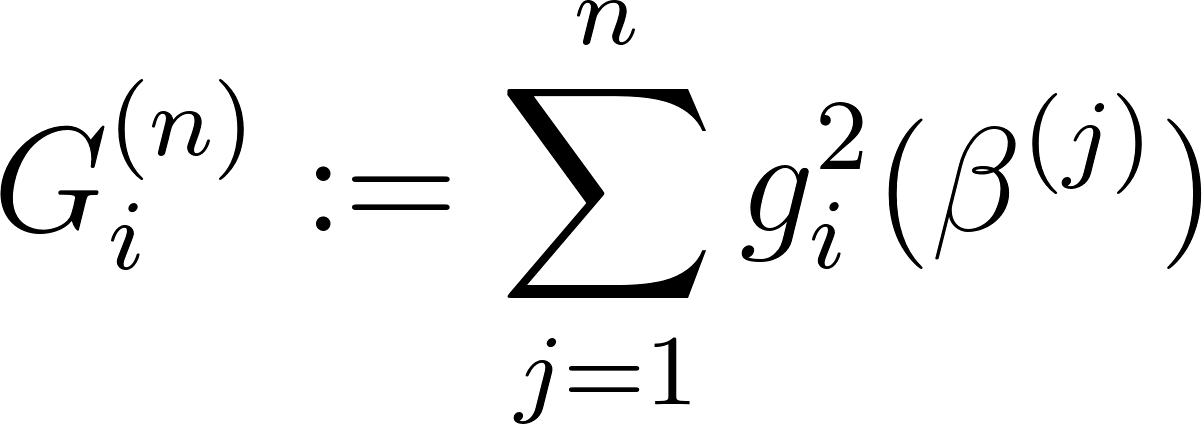 G_i^{(n)} := \sum_{j=1}^{n} g_i^2(\beta^{(j)})